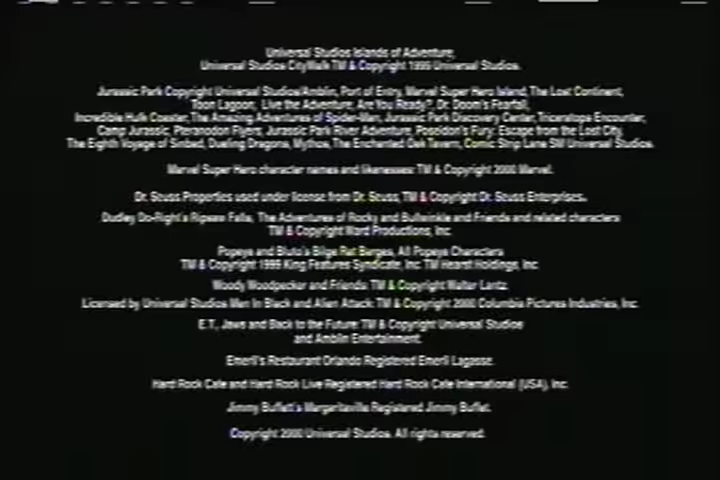 Universal Studios Islands of Adventure,
Universal Studios CityWalk TM & Copyright 1999 Universal Studios.
Jurassic Park Copyright Universal Studios/Amblin, Port of Entry, Marvel Super Hero Island, The Lost Continent,
Toon Lagoon, Live the Adventure, Are You Ready?, Dr. Doom's Fearfall,
Incredible Hulk Coaster, The Amazing Adventures of Spider-Man, Jurassic Park Discovery Center, Triceratops Encounter,
Camp Jurassic, Pteranodon Flyers, Jurassic Park River Adventure, Poseidon's Fury: Escape from the Lost City,
The Eighth Voyage of Sinbad, Dueling Dragons, Mythos, The Enchanted Oak Tavern, Comic Strip Lane SM Universal Studios.
Marvel Super Hero character names and likenesses: TM & Copyright 2000 Marvel.
Dr. Seuss Properties used under license from Dr. Seuss, TM & Copyright Dr. Seuss Enterprises.
Dudley Do-Right's Ripsaw Falls, The Adventures of Rocky and Bullwinkle and Friends and related characters
TM & Copyright Ward Productions, Inc.
Popeye and Bluto's Bilge Rat Barges, All Popeye Characters
TM & Copyright 1999 King Features Syndicate, Inc. TM Hearst Holdings, Inc.
Woody Woodpecker and Friends: TM & Copyright Walter Lantz.
Licensed by Universal Studios Men In Black and Alien Attack: TM & Copyright 2000 Columbia Pictures Industries, Inc.
E.T., Jaws and Back to the Future: TM & Copyright Universal Studios
and Amblin Entertainment.
Emeril's Restaurant Orlando Registered Emeril Lagasse.
Hard Rock Cafe and Hard Rock Live Registered Hard Rock Cafe International (USA), Inc.
Jimmy Buffett's Margaritaville Registered Jimmy Buffet.
Copyright 2000 Universal Studios. All rights reserved.